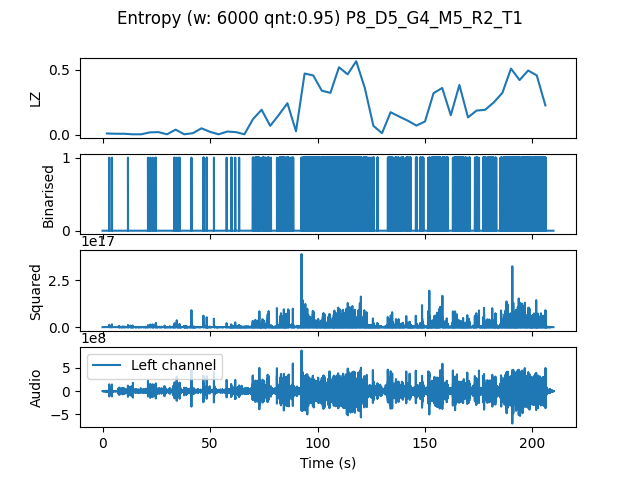 Entropy (w: 6000 qnt:0.95) P8_D5_G4_M5_R2_T1
0.5
0.0
LZ
1
0
Binarised
1e17
2.5
0.0
Squared
1e8
5
0
−5
Audio
Left channel
0 50 100 150 200
Time (s)